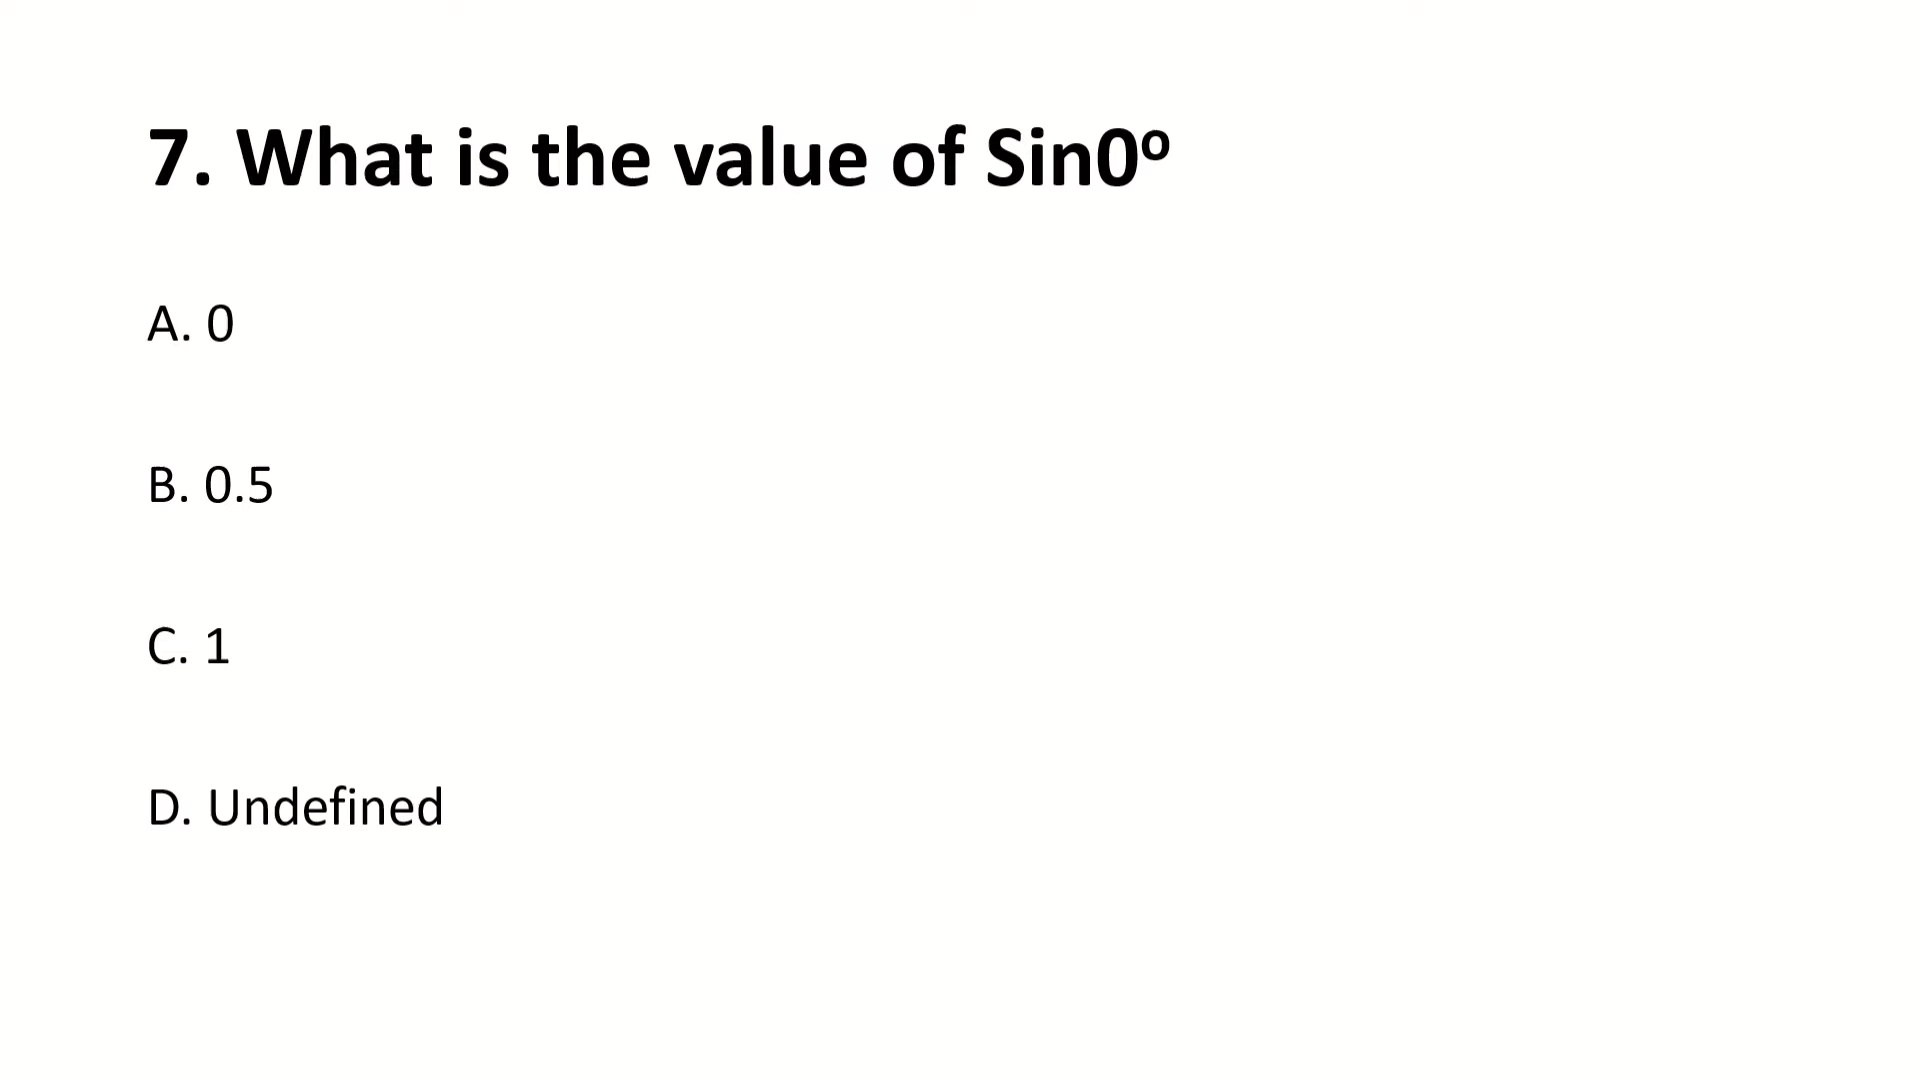 7. What is the value of Sin0º
A. 0
B. 0.5
C. 1
D. Undefined